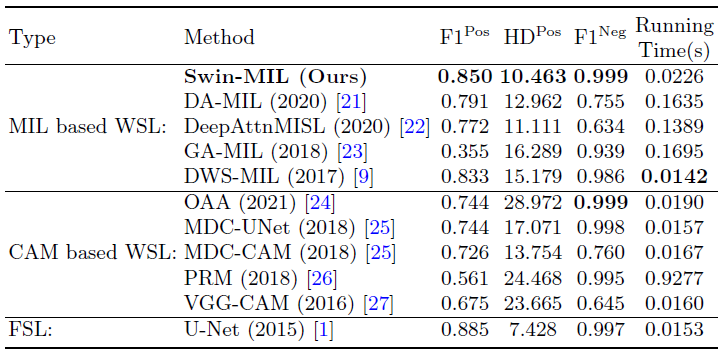 Type Method F1^Pos HD^Pos F1^Neg Running Time(s)
Swin-MIL (Ours) 0.850 10.463 0.999 0.0226
DA-MIL (2020) [21] 0.791 12.962 0.755 0.1635
MIL based WSL: DeepAttnMISL (2020) [22] 0.772 11.111 0.634 0.1389
GA-MIL (2018) [23] 0.355 16.289 0.939 0.1695
DWS-MIL (2017) [9] 0.833 15.179 0.986 0.0142
OAA (2021) [24] 0.744 28.972 0.999 0.0190
MDC-UNet (2018) [25] 0.744 17.071 0.998 0.0157
CAM based WSL: MDC-CAM (2018) [25] 0.726 13.754 0.760 0.0167
PRM (2018) [26] 0.561 24.468 0.995 0.9277
VGG-CAM (2016) [27] 0.675 23.665 0.645 0.0160
FSL: U-Net (2015) [1] 0.885 7.428 0.997 0.0153